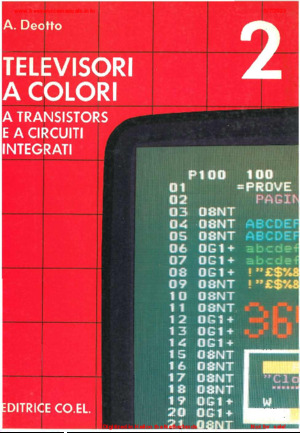 A. Deotto
2
TELEVISORI
A COLORI
A TRANSISTORS
E A CIRCUITI
INTEGRATI
P100 100
01 =PROVE
02 PAGIN
03 08NT
04 08NT ABCDEF
05 08NT ABCDEF
06 0G1+ abcdef
07 0G1+ abcdef
08 0G1+ !"£$%&
09 08NT !"£$%&
10 08NT
11 08NT
12 0G1+ 36
13 0G1+
14 0G1+
15 08NT
16 08NT
17 08NT "Clo
18 08NT
19 0G1+ W
20 0G1+
21 08NT
EDITRICE CO.EL.